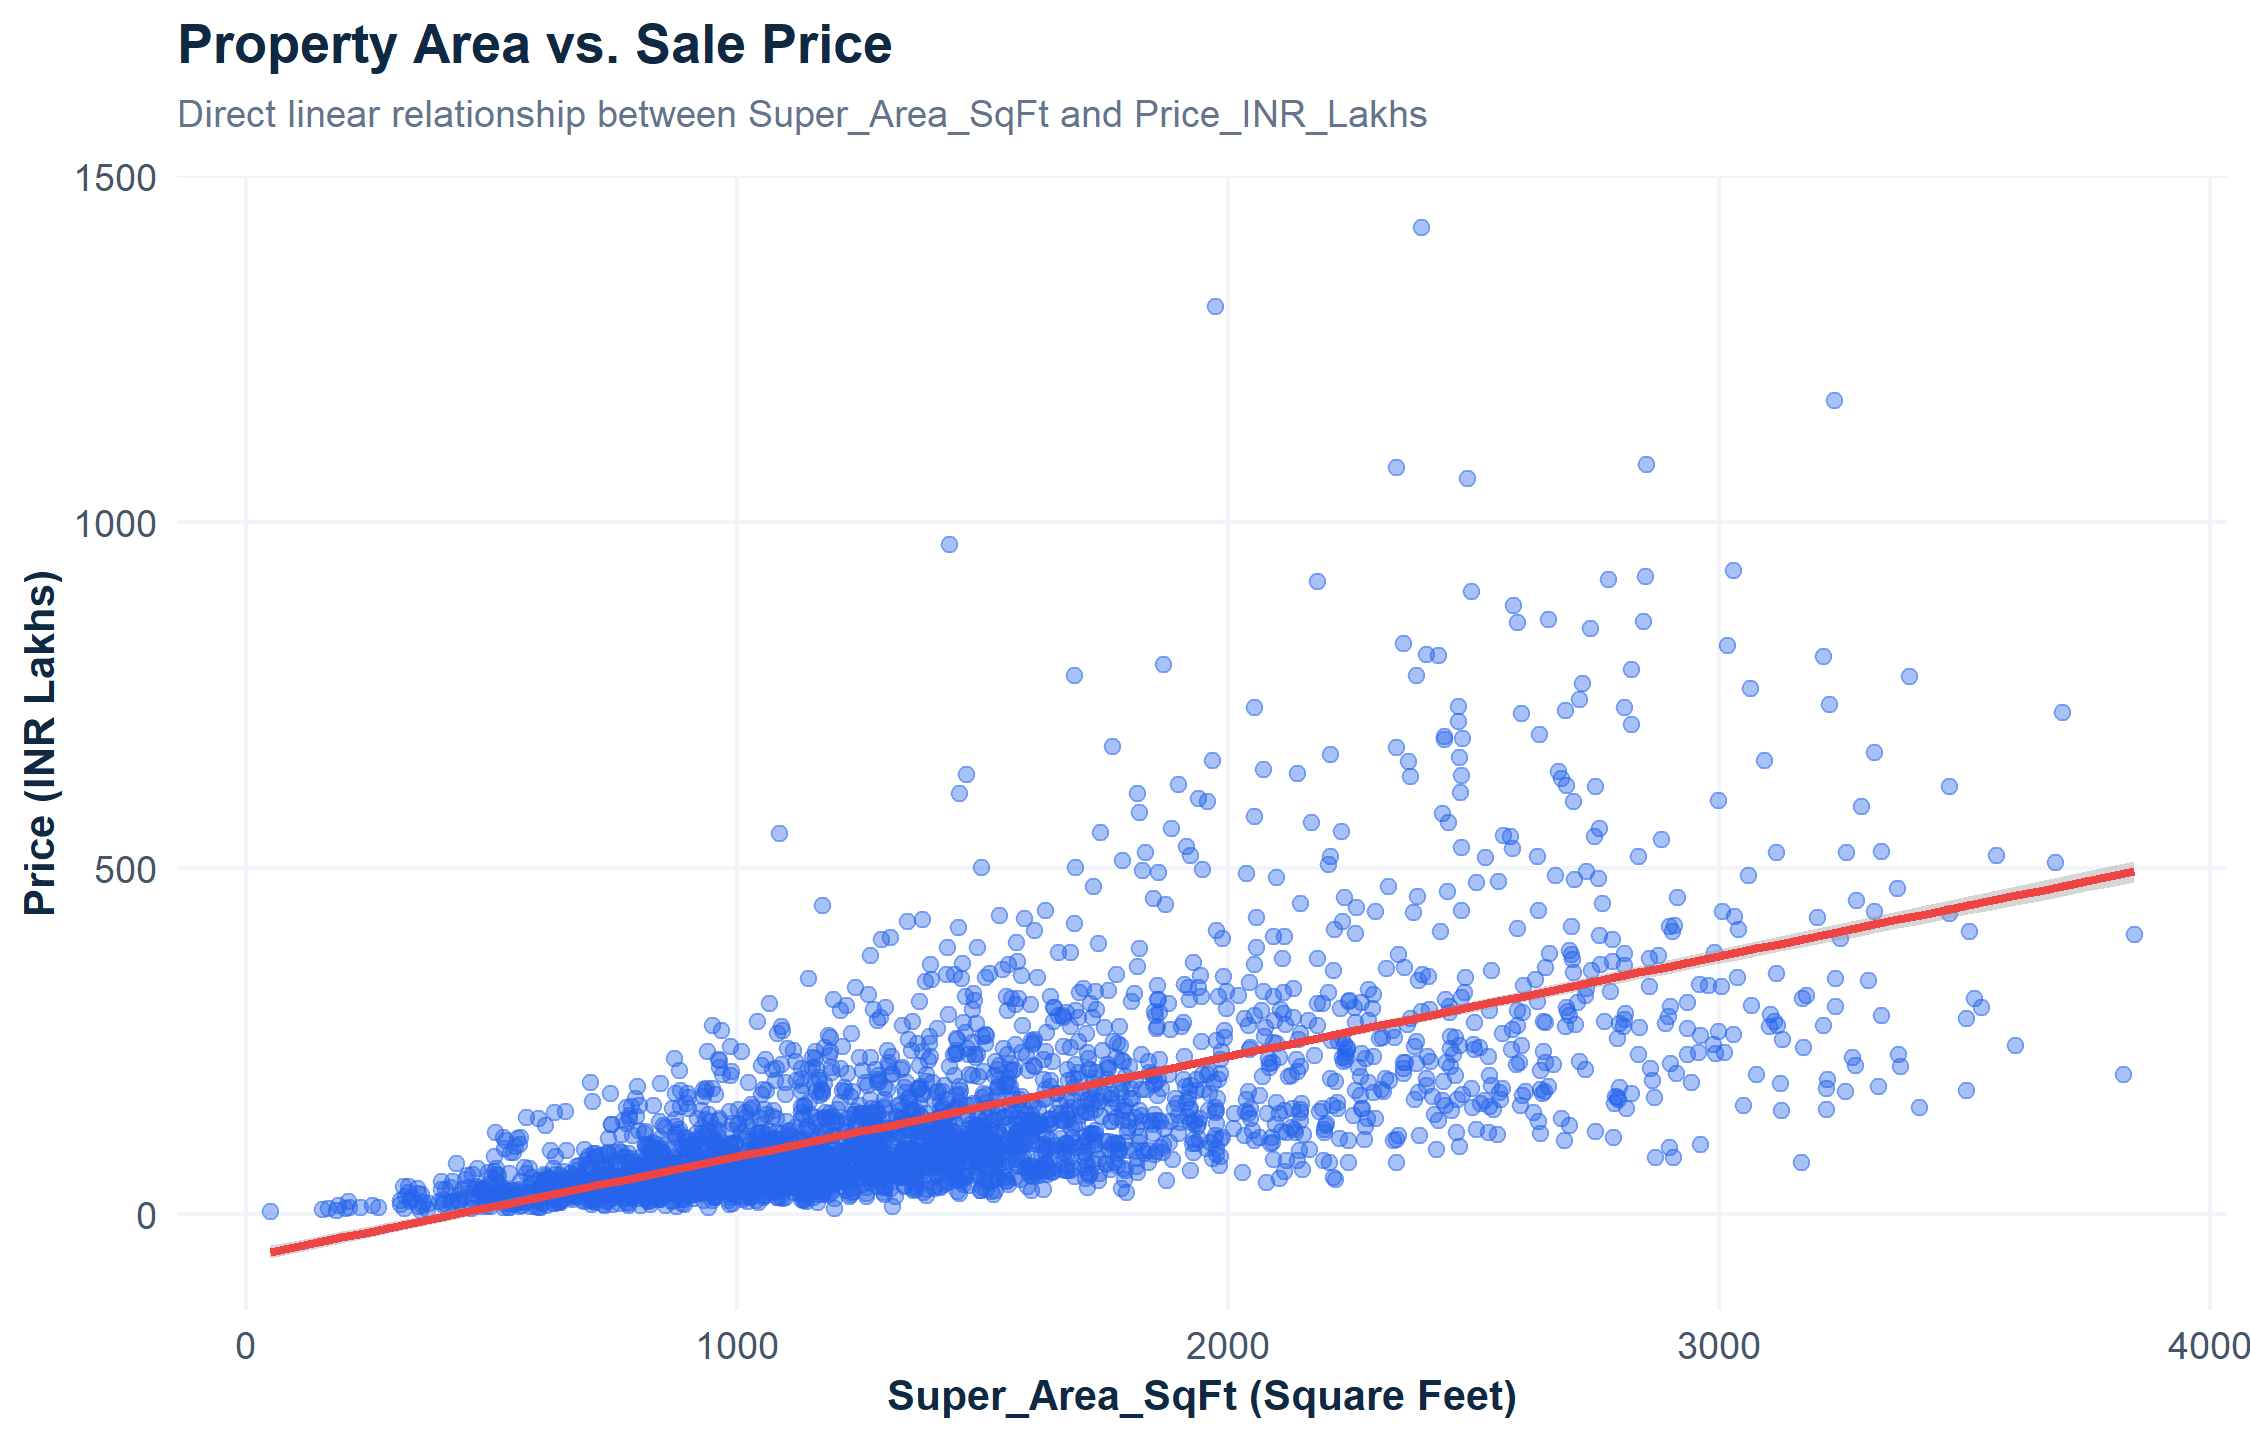 Property Area vs. Sale Price
Direct linear relationship between Super_Area_SqFt and Price_INR_Lakhs
1500
1000
500
0
Price (INR Lakhs)
0 1000 2000 3000 4000
Super_Area_SqFt (Square Feet)